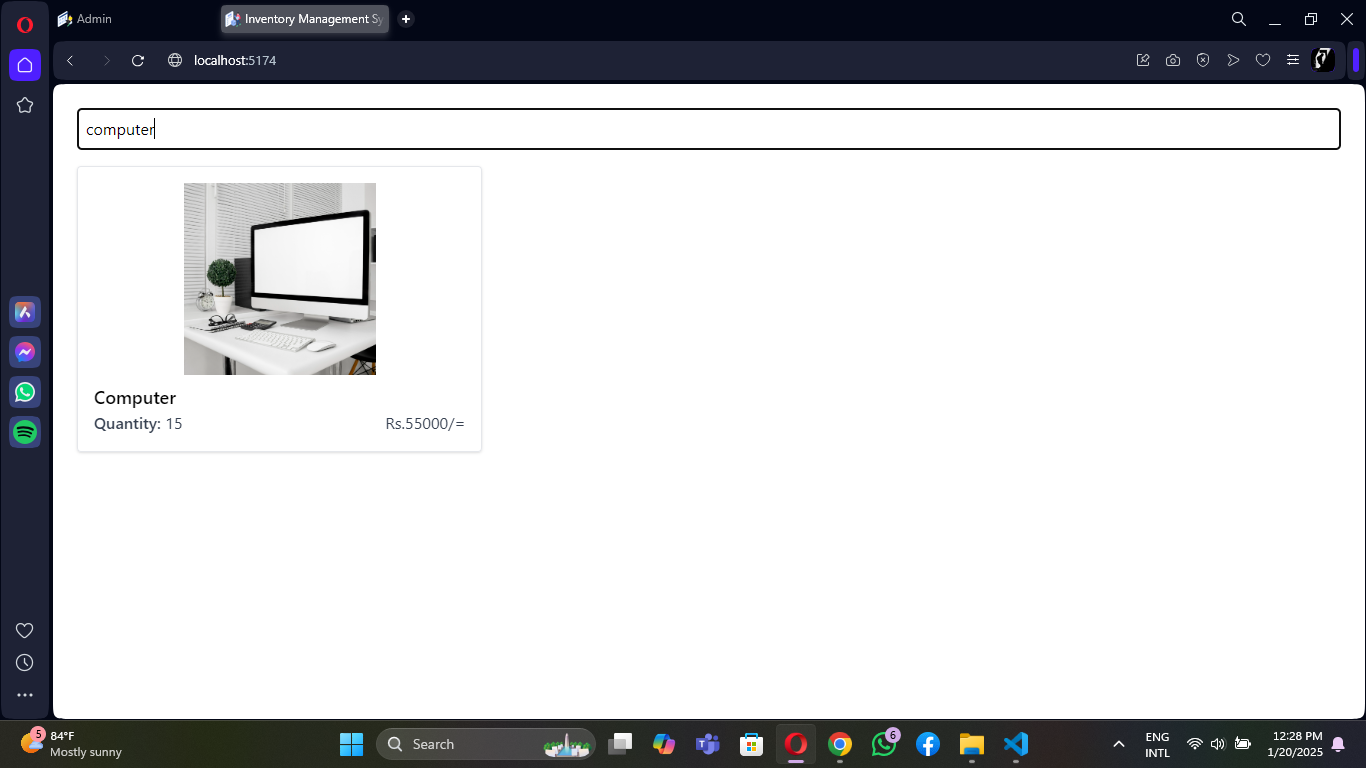 Admin
Inventory Management Sy
localhost:5174
computer
Computer
Quantity: 15
Rs.55000/=
5
84°F
Mostly sunny
Search
6
ENG
INTL
12:28 PM
1/20/2025